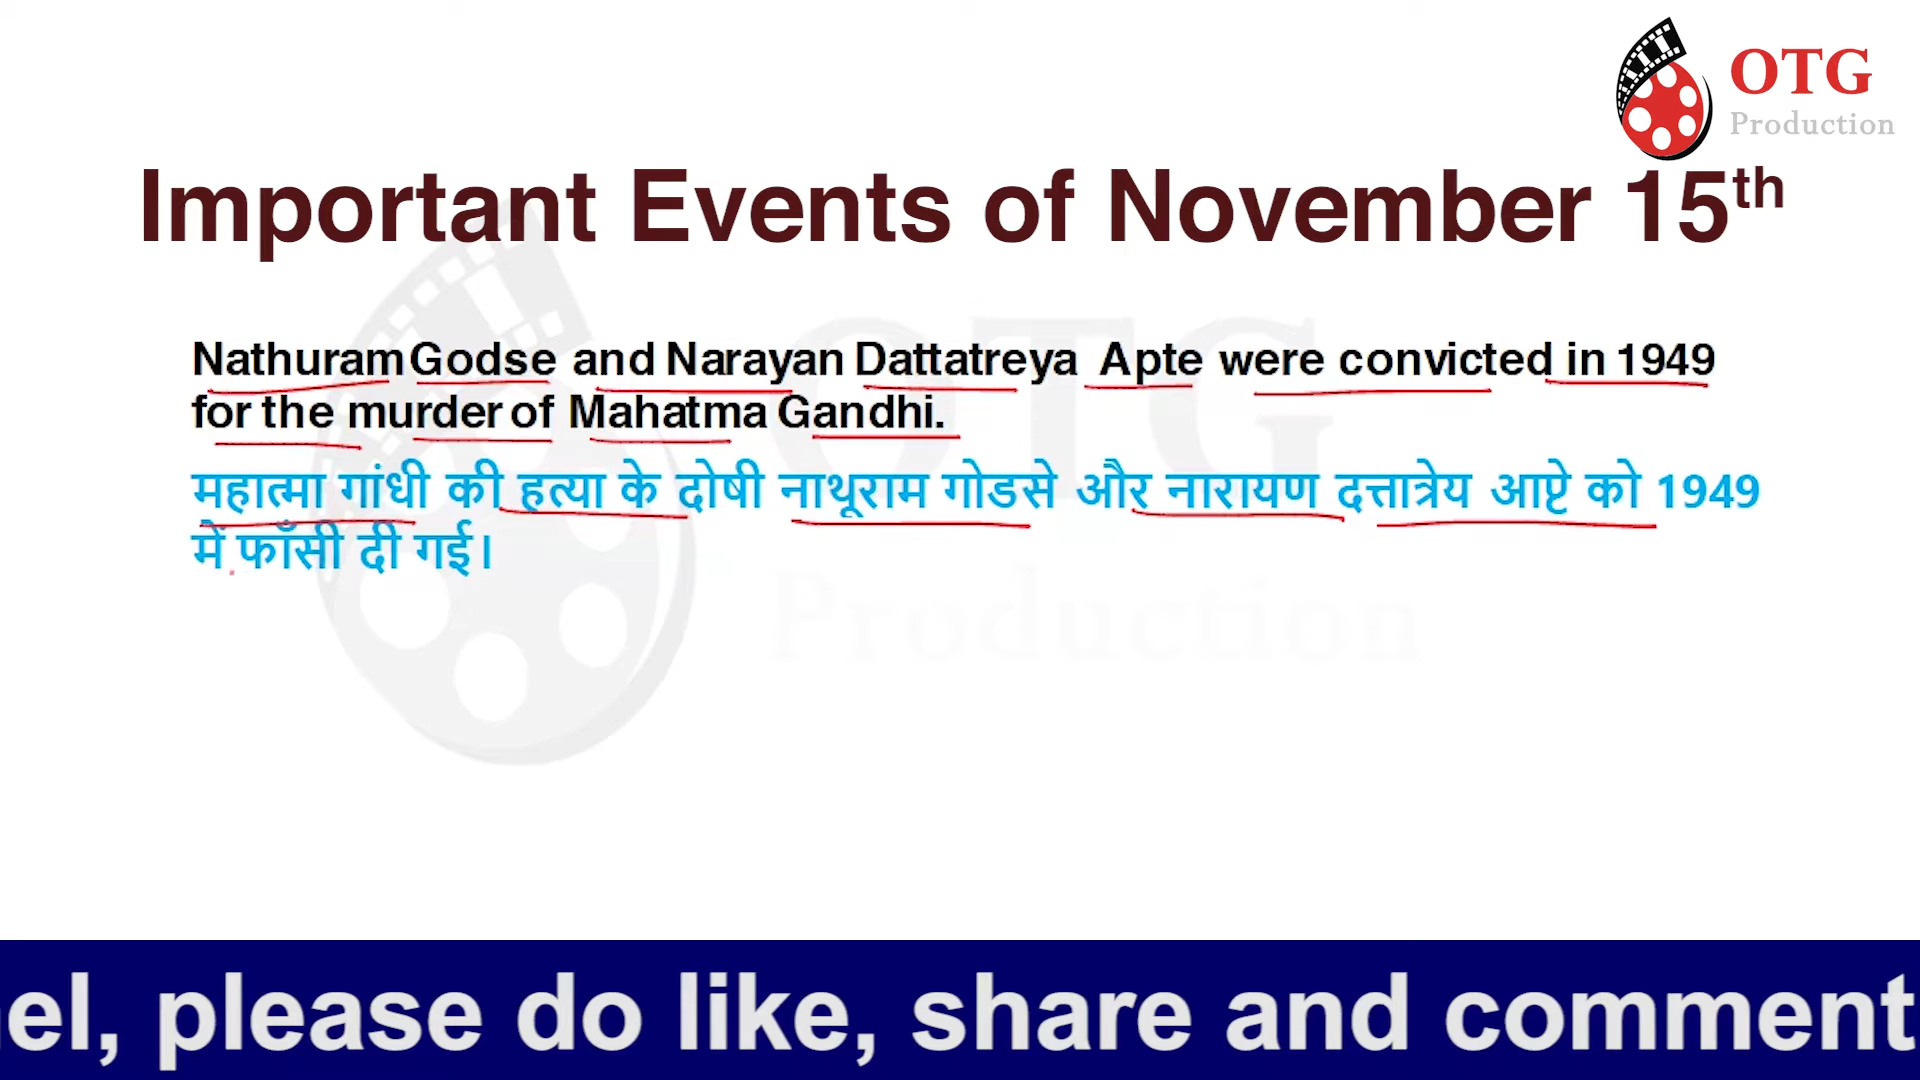 OTG
Production
Important Events of November 15th
Nathuram Godse and Narayan Dattatreya Apte were convicted in 1949
for the murder of Mahatma Gandhi.
महात्मा गांधी की हत्या के दोषी नाथूराम गोडसे और नारायण दत्तात्रेय आप्टे को 1949
में फाँसी दी गई।
OTG
Production
el, please do like, share and comment